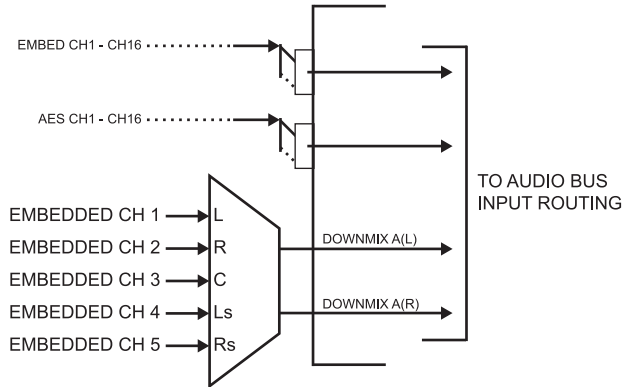 EMBED CH1 - CH16
AES CH1 - CH16
TO AUDIO BUS
INPUT ROUTING
EMBEDDED CH 1
L
EMBEDDED CH 2
R
EMBEDDED CH 3
C
EMBEDDED CH 4
Ls
EMBEDDED CH 5
Rs
DOWNMIX A(L)
DOWNMIX A(R)